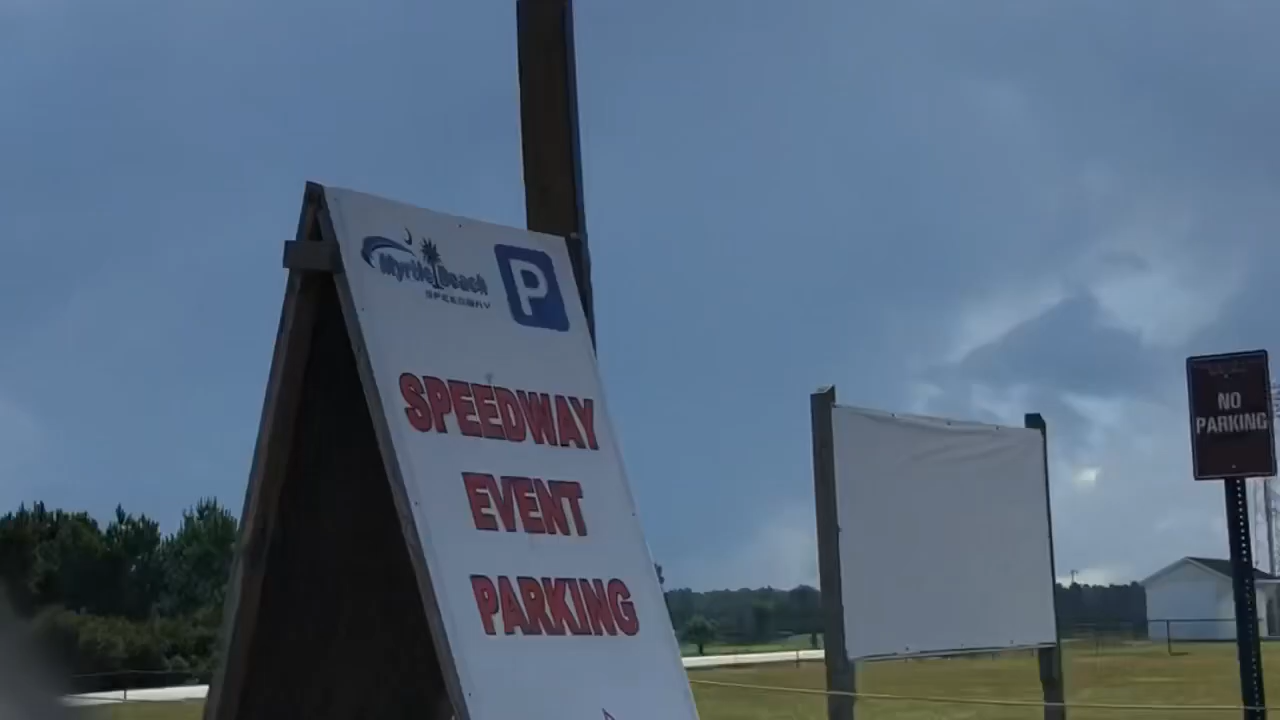 Myrtle Beach
SPEEDWAY
P
SPEEDWAY
EVENT
PARKING
NO
PARKING